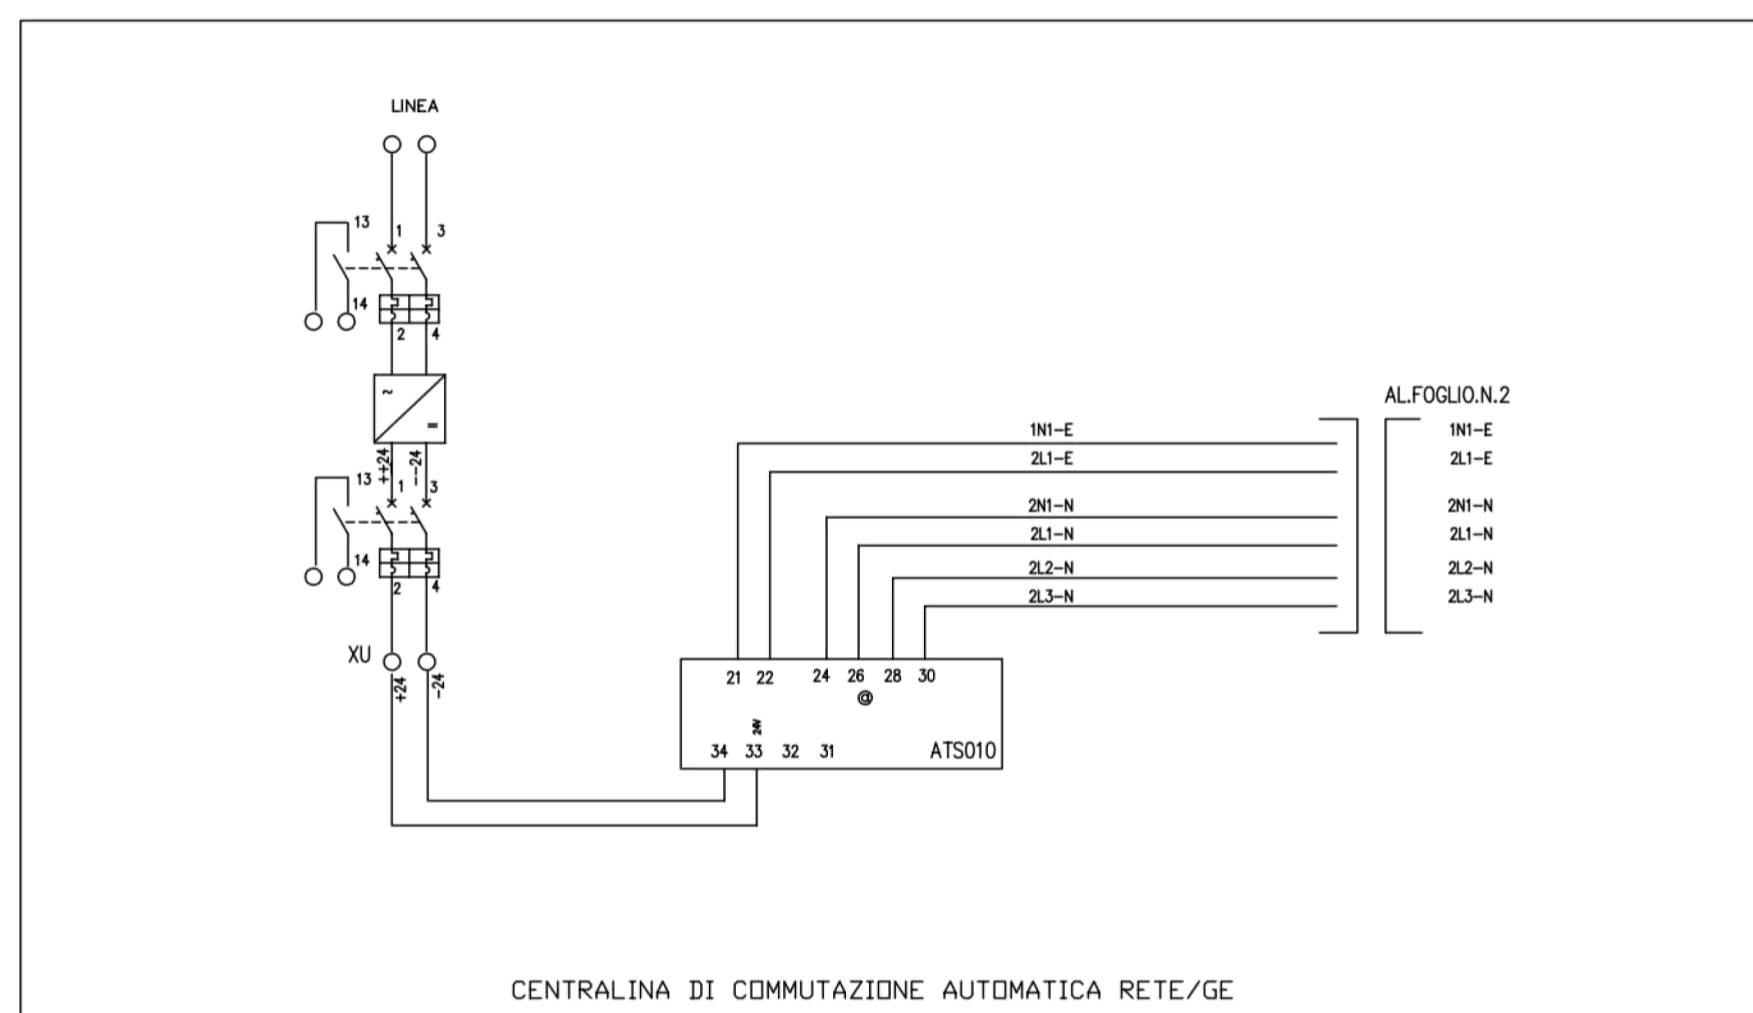 LINEA
13 1 3
14
2 4
~
=
++24 --24
13 1 3
14
2 4
XU
+24 -24
AL.FOGLIO.N.2
1N1-E 1N1-E
2L1-E 2L1-E
2N1-N 2N1-N
2L1-N 2L1-N
2L2-N 2L2-N
2L3-N 2L3-N
21 22 24 26 28 30
@
24V
34 33 32 31 ATS010
CENTRALINA DI COMMUTAZIONE AUTOMATICA RETE/GE